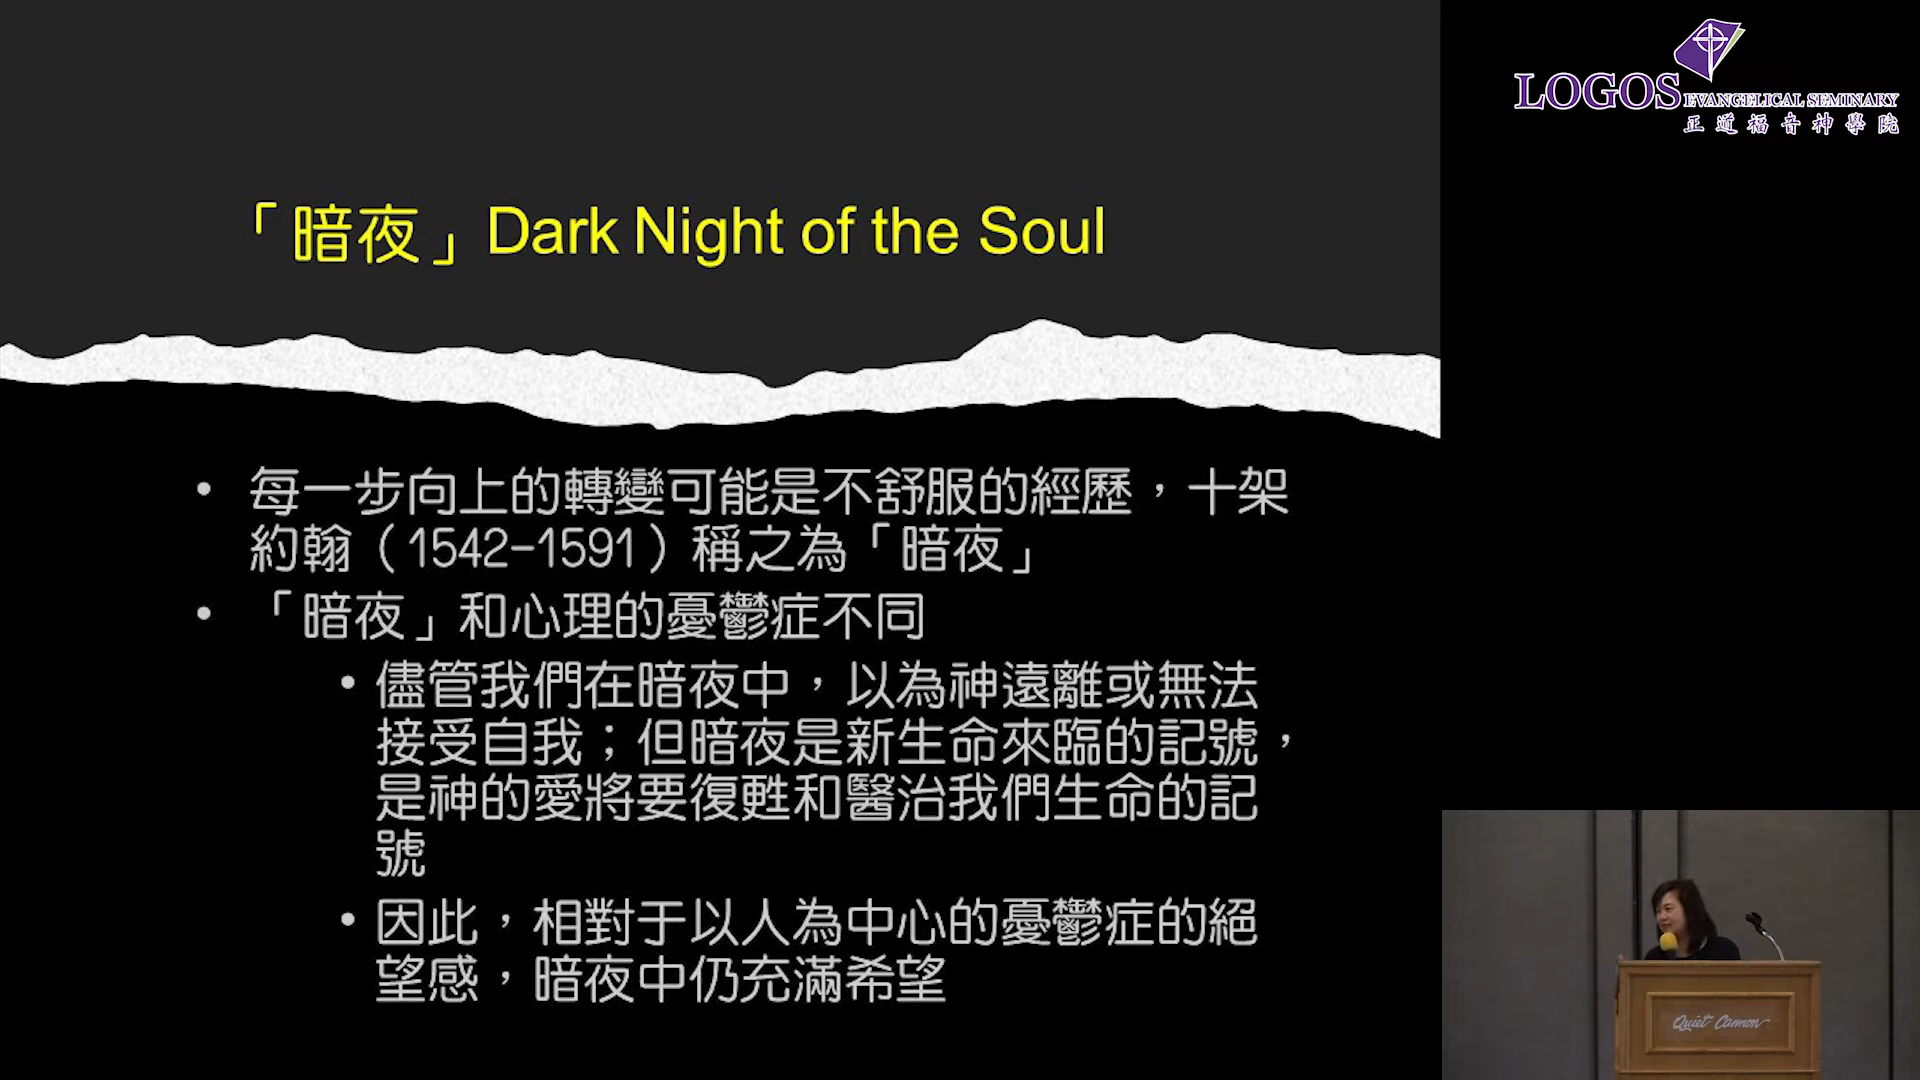 「暗夜」Dark Night of the Soul
• 每一步向上的轉變可能是不舒服的經歷，十架
約翰（1542-1591）稱之為「暗夜」
• 「暗夜」和心理的憂鬱症不同
• 儘管我們在暗夜中，以為神遠離或無法
接受自我；但暗夜是新生命來臨的記號，
是神的愛將要復甦和醫治我們生命的記
號
• 因此，相對于以人為中心的憂鬱症的絕
望感，暗夜中仍充滿希望
LOGOS EVANGELICAL SEMINARY
正道福音神學院
Quiet Cannon